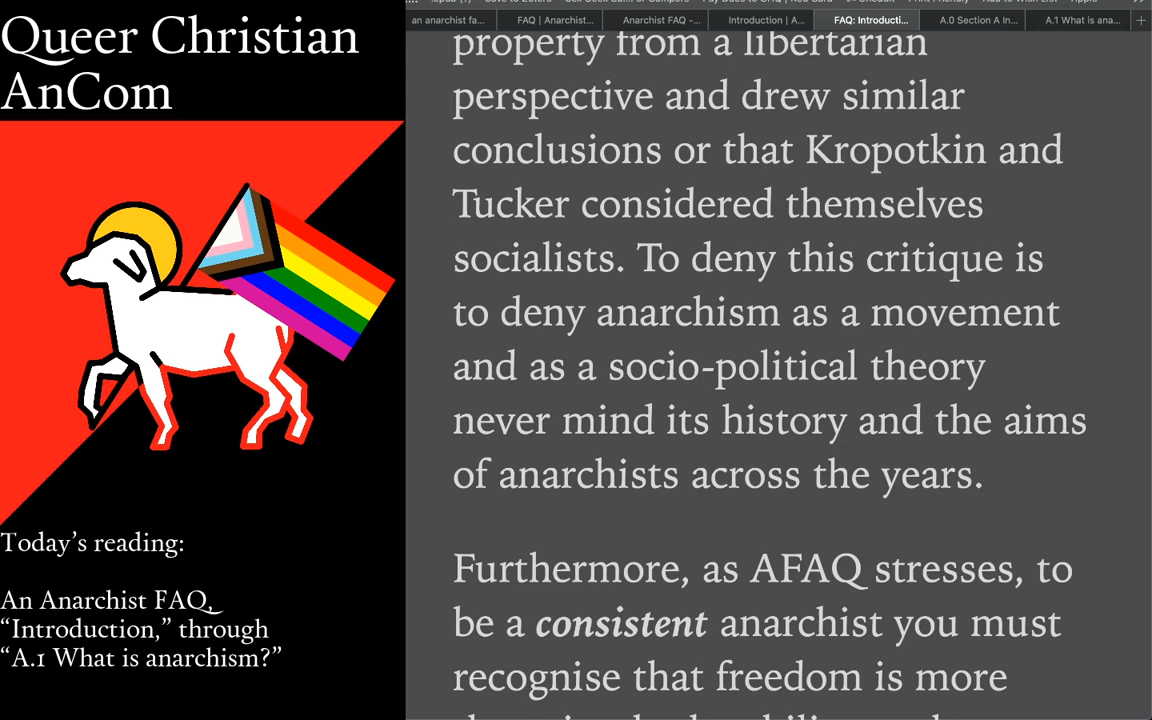 Queer Christian
AnCom
Today's reading:
An Anarchist FAQ,
“Introduction,” through
“A.1 What is anarchism?”
an anarchist fa...
FAQ | Anarchist...
Anarchist FAQ -...
Introduction | A...
FAQ: Introducti...
A.0 Section A In...
A.1 What is ana...
property from a libertarian
perspective and drew similar
conclusions or that Kropotkin and
Tucker considered themselves
socialists. To deny this critique is
to deny anarchism as a movement
and as a socio-political theory
never mind its history and the aims
of anarchists across the years.
Furthermore, as AFAQ stresses, to
be a consistent anarchist you must
recognise that freedom is more